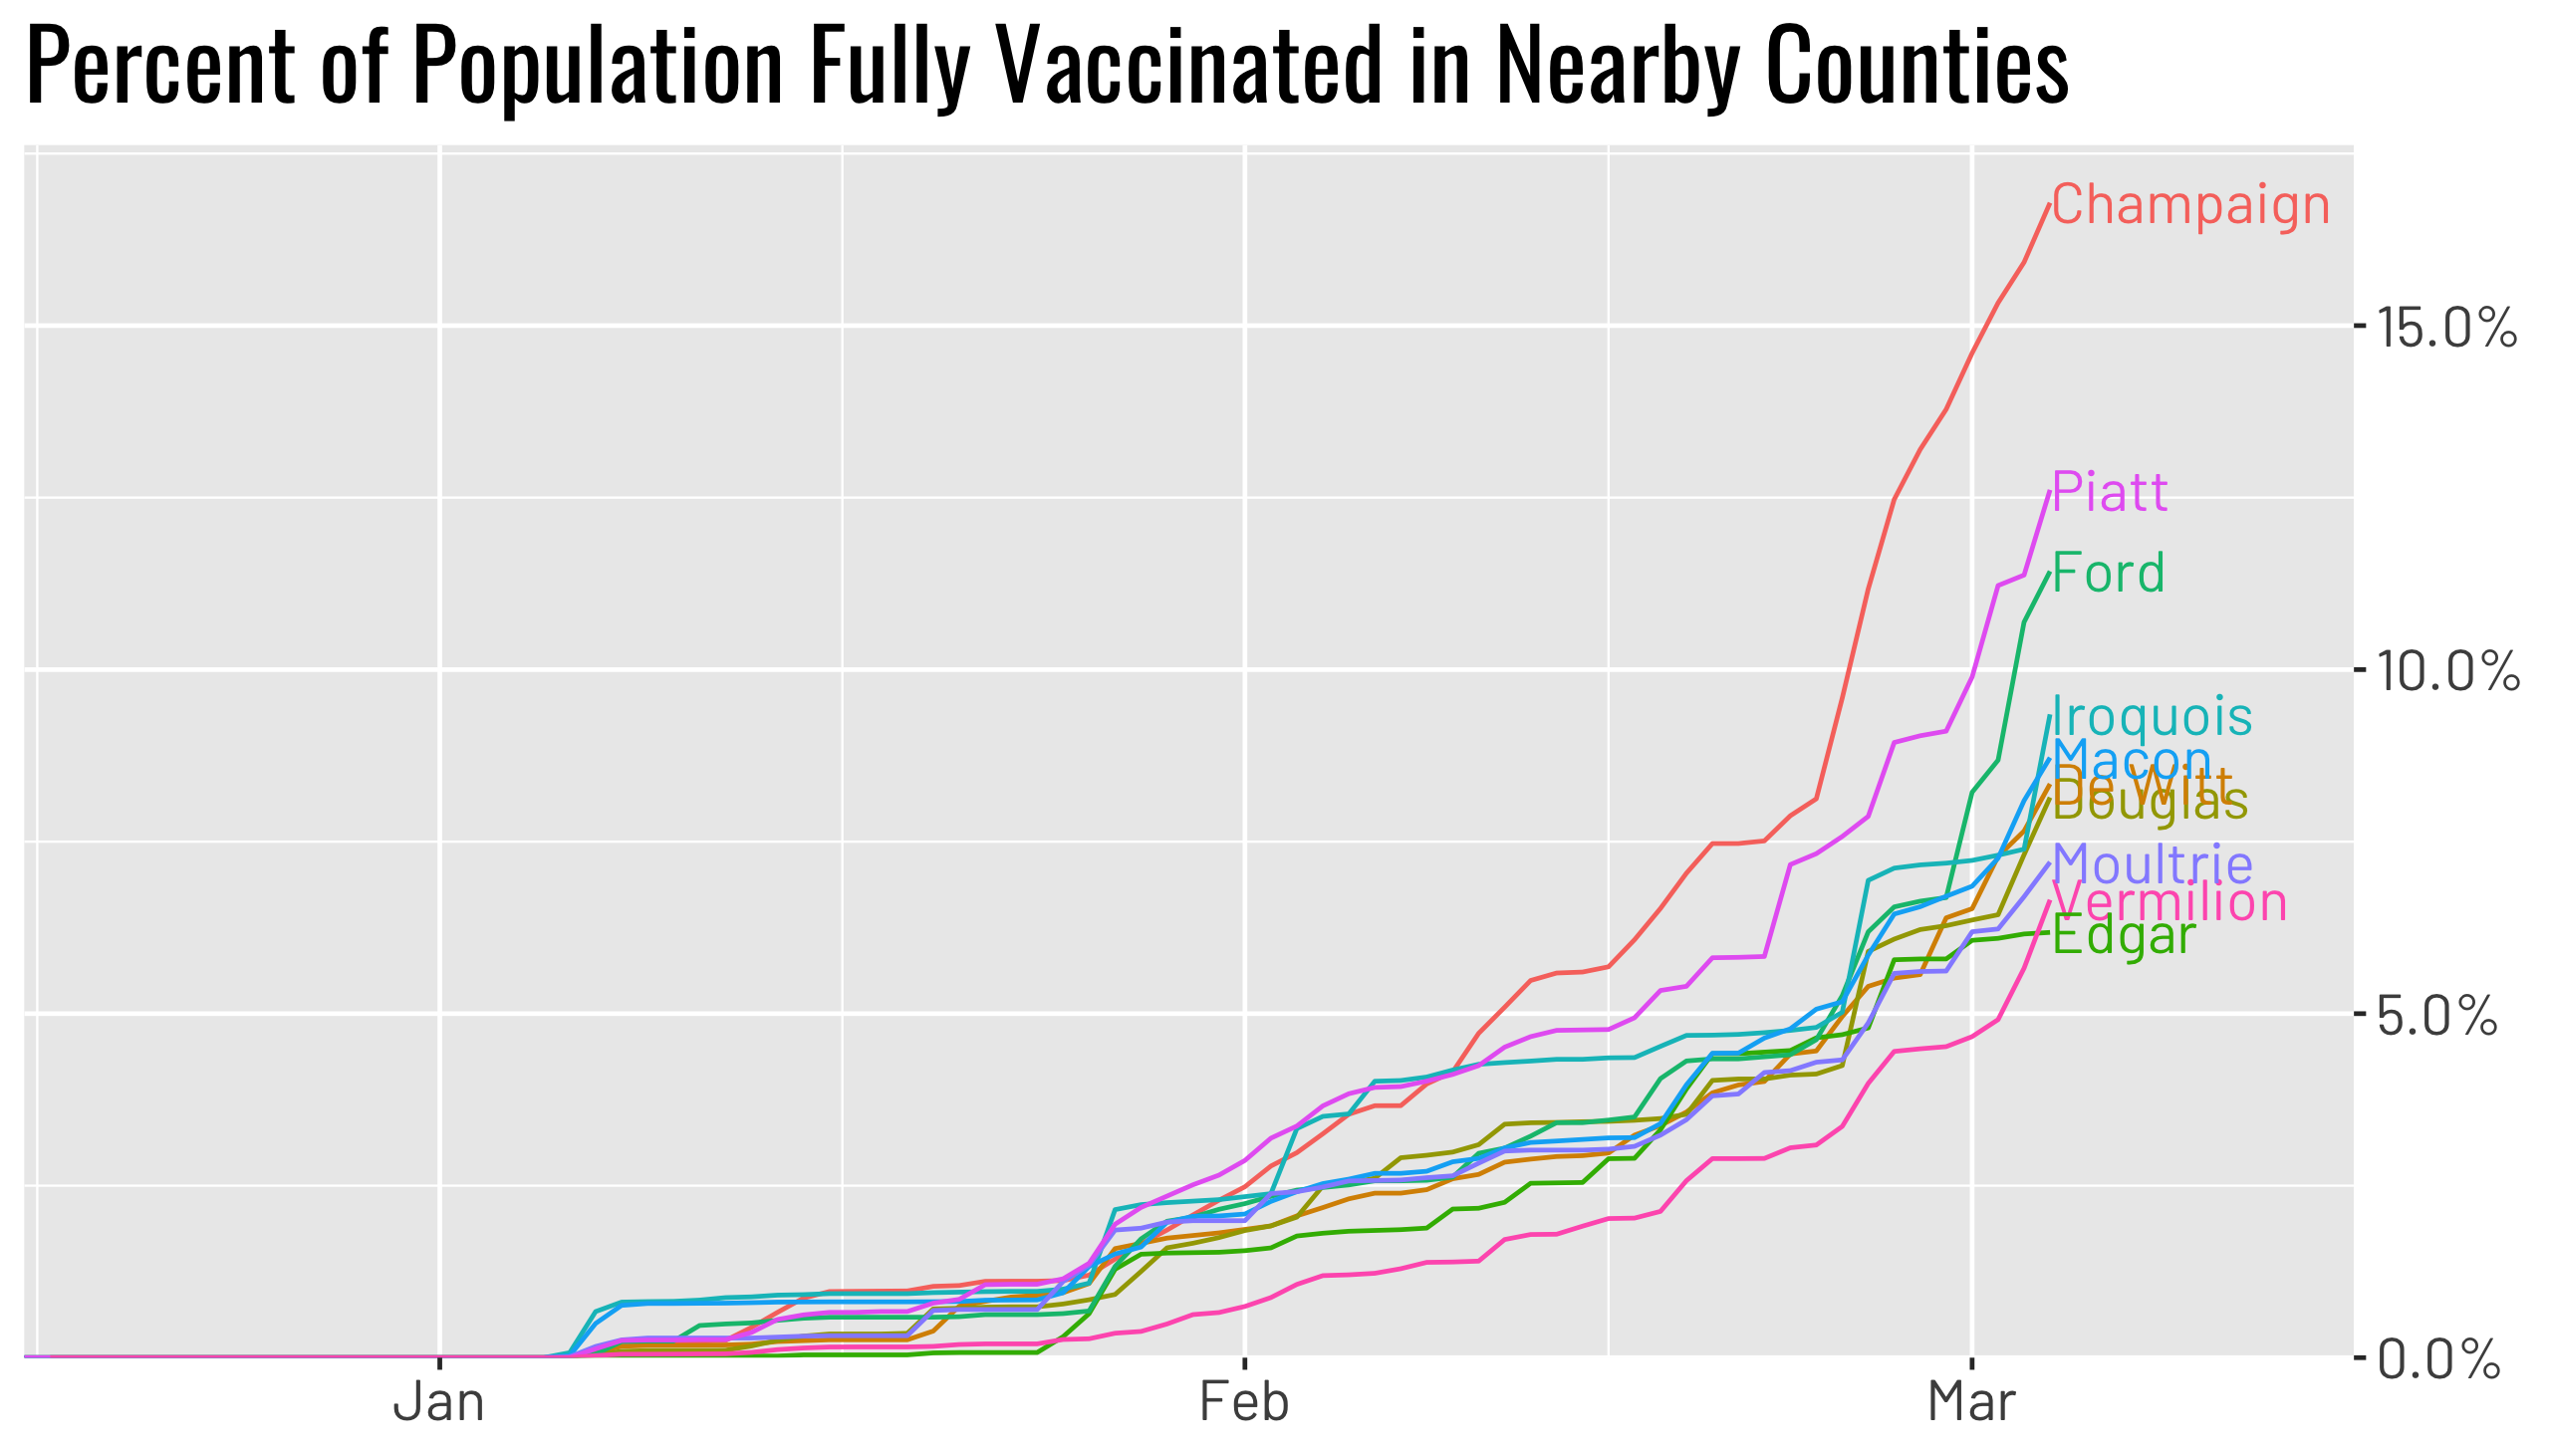 Percent of Population Fully Vaccinated in Nearby Counties
Champaign
15.0%
Piatt
Ford
10.0%
Iroquois
Macon
De Witt
Douglas
Moultrie
Vermilion
Edgar
5.0%
0.0%
Jan Feb Mar